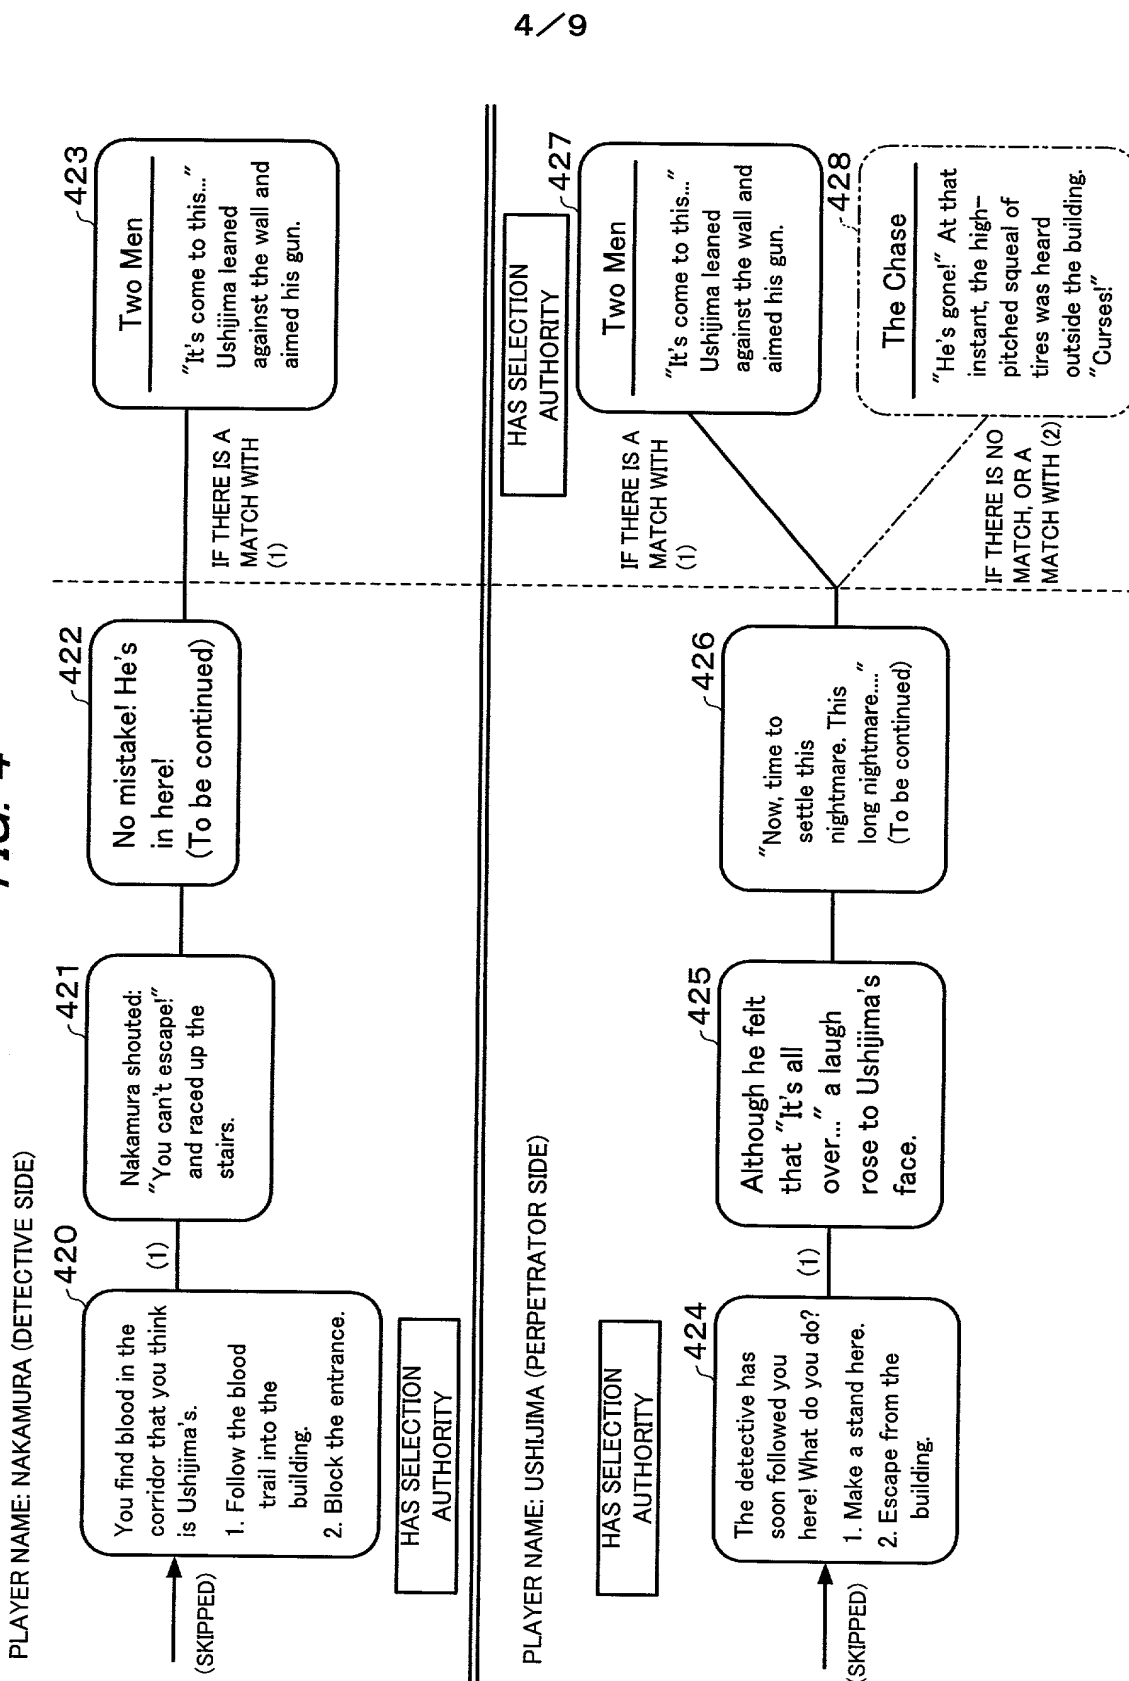 4/9
FIG. 4
PLAYER NAME: NAKAMURA (DETECTIVE SIDE)
(SKIPPED)
420
You find blood in the
corridor that you think
is Ushijima's.
1. Follow the blood
trail into the
building.
2. Block the entrance.
HAS SELECTION
AUTHORITY
(1)
421
Nakamura shouted:
"You can't escape!"
and raced up the
stairs.
422
No mistake! He's
in here!
(To be continued)
IF THERE IS A
MATCH WITH
(1)
423
Two Men
"It's come to this..."
Ushijima leaned
against the wall and
aimed his gun.
PLAYER NAME: USHIJIMA (PERPETRATOR SIDE)
HAS SELECTION
AUTHORITY
(SKIPPED)
424
The detective has
soon followed you
here! What do you do?
1. Make a stand here.
2. Escape from the
building.
(1)
425
Although he felt
that "It's all
over..." a laugh
rose to Ushijima's
face.
426
"Now, time to
settle this
nightmare. This
long nightmare...."
(To be continued)
IF THERE IS A
MATCH WITH
(1)
HAS SELECTION
AUTHORITY
427
Two Men
"It's come to this..."
Ushijima leaned
against the wall and
aimed his gun.
IF THERE IS NO
MATCH, OR A
MATCH WITH (2)
428
The Chase
"He's gone!" At that
instant, the high-
pitched squeal of
tires was heard
outside the building.
"Curses!"